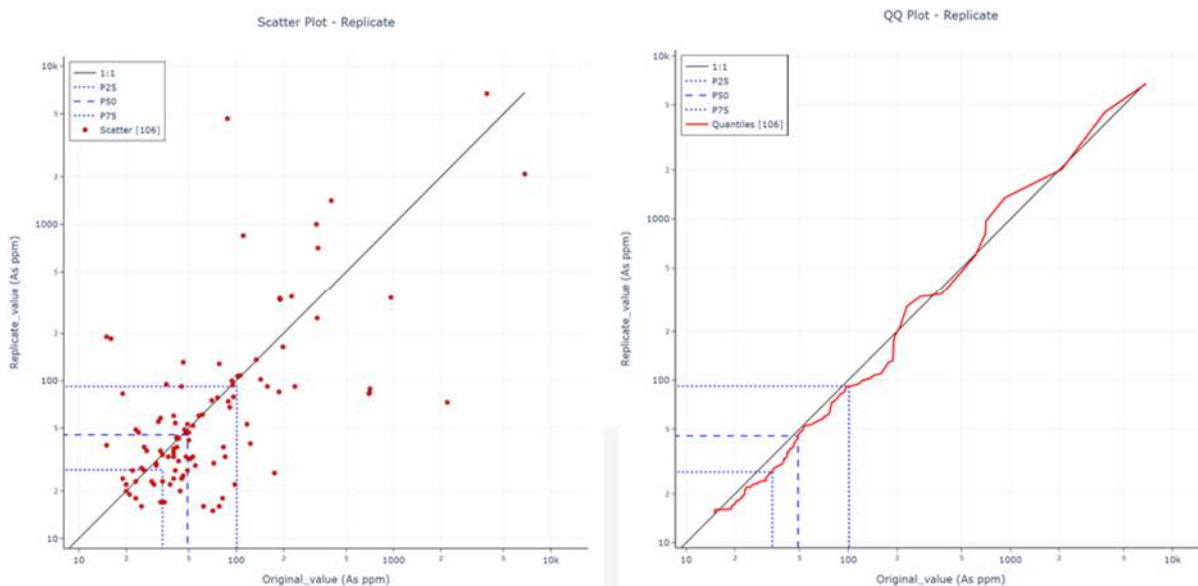 Scatter Plot - Replicate
1:1
P25
P50
P75
Scatter [106]
10k
5
2
1000
5
2
100
5
2
10
Replicate_value (As ppm)
10 2 5 100 2 5 1000 2 5 10k
Original_value (As ppm)
QQ Plot - Replicate
1:1
P25
P50
P75
Quantiles [106]
10k
5
2
1000
5
2
100
5
2
10
Replicate_value (As ppm)
10 2 5 100 2 5 1000 2 5 10k
Original_value (As ppm)